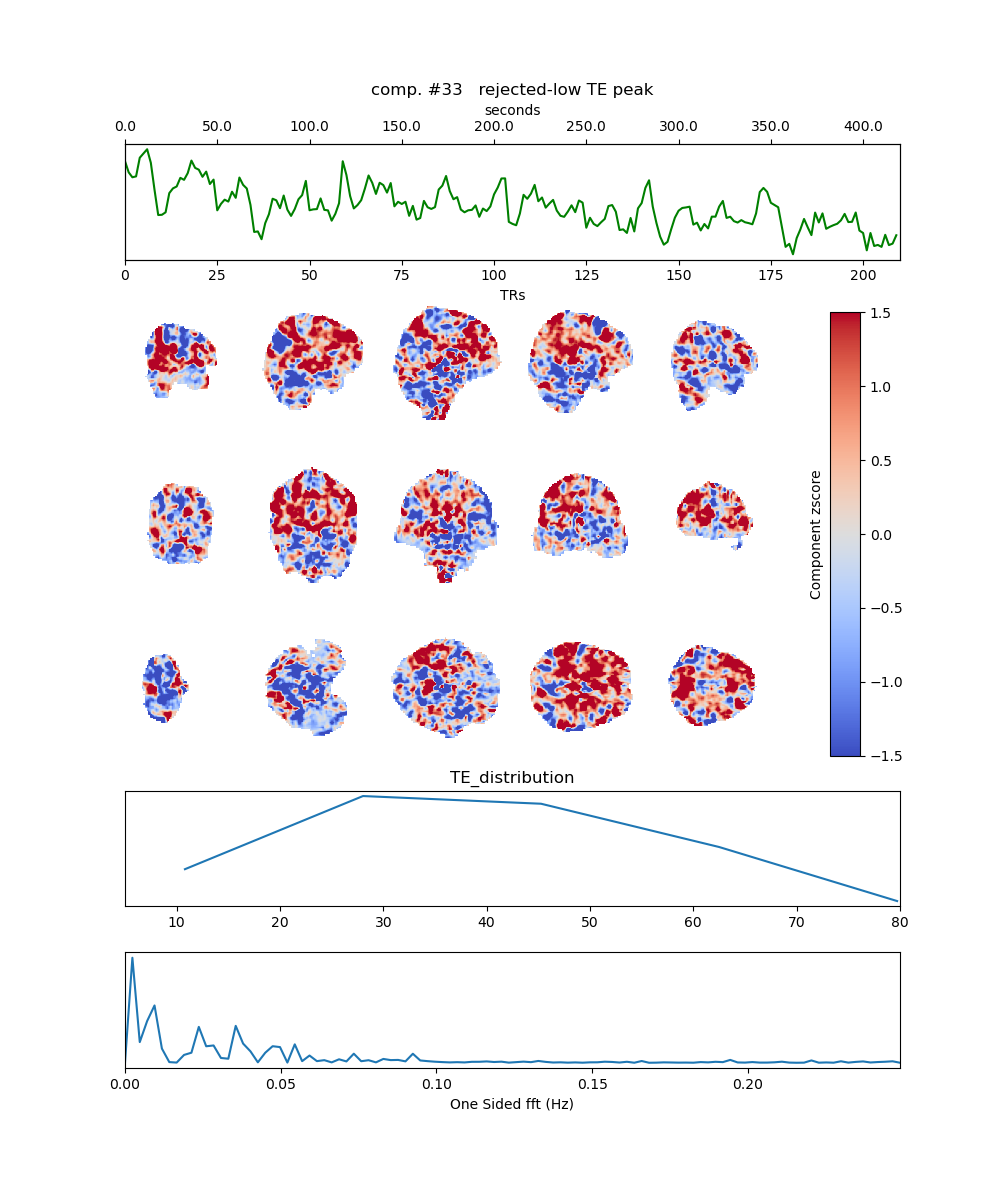 comp. #33   rejected-low TE peak
seconds
0.0 50.0 100.0 150.0 200.0 250.0 300.0 350.0 400.0
0 25 50 75 100 125 150 175 200
TRs
1.5
1.0
0.5
0.0
−0.5
−1.0
−1.5
Component zscore
TE_distribution
10 20 30 40 50 60 70 80
0.00 0.05 0.10 0.15 0.20
One Sided fft (Hz)